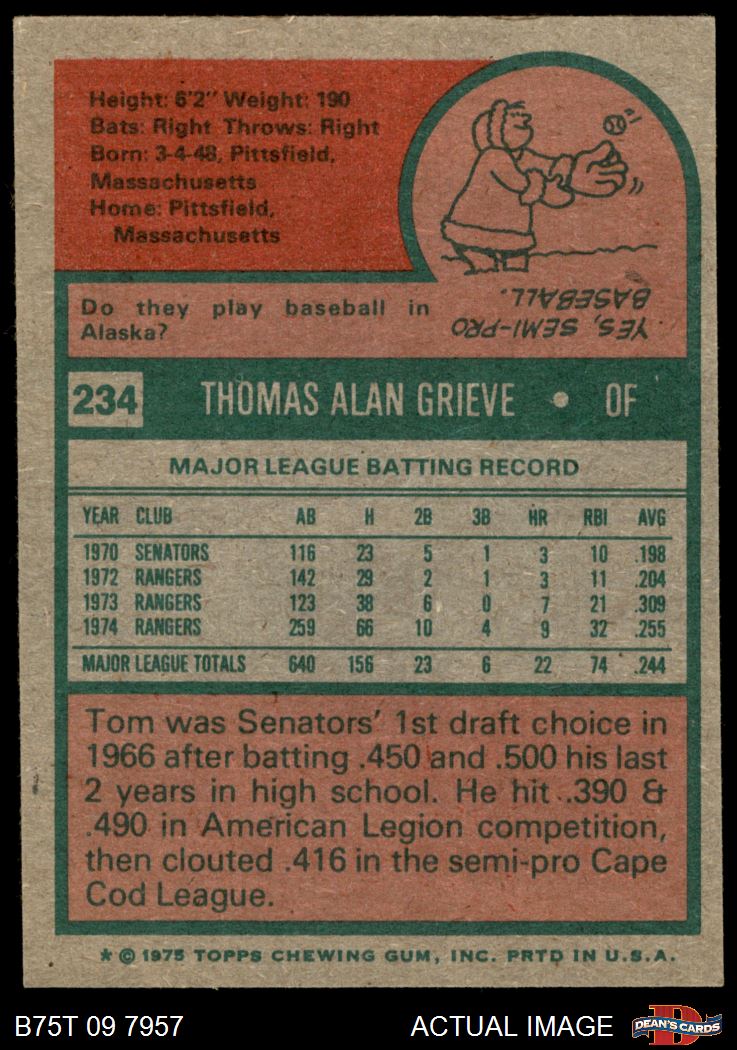 Height: 6'2" Weight: 190
Bats: Right Throws: Right
Born: 3-4-48, Pittsfield,
Massachusetts
Home: Pittsfield,
Massachusetts
Do they play baseball in
Alaska?
YES, SEMI-PRO
BASEBALL.
234 THOMAS ALAN GRIEVE • OF
MAJOR LEAGUE BATTING RECORD
YEAR CLUB AB H 2B 3B HR RBI AVG
1970 SENATORS 116 23 5 1 3 10 .198
1972 RANGERS 142 29 2 1 3 11 .204
1973 RANGERS 123 38 6 0 7 21 .309
1974 RANGERS 259 66 10 4 9 32 .255
MAJOR LEAGUE TOTALS 640 156 23 6 22 74 .244
Tom was Senators' 1st draft choice in
1966 after batting .450 and .500 his last
2 years in high school. He hit .390 &
.490 in American Legion competition,
then clouted .416 in the semi-pro Cape
Cod League.
* © 1975 TOPPS CHEWING GUM, INC. PRTD IN U.S.A.
B75T 09 7957 ACTUAL IMAGE DEAN'S CARDS